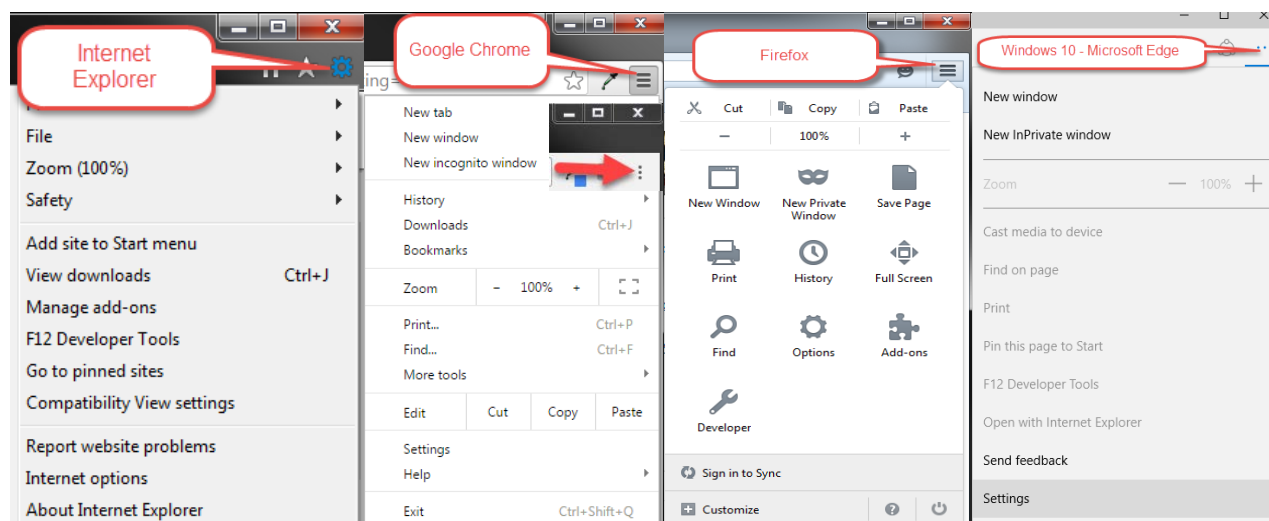 Internet
Explorer
File
Zoom (100%)
Safety
Add site to Start menu
View downloads Ctrl+J
Manage add-ons
F12 Developer Tools
Go to pinned sites
Compatibility View settings
Report website problems
Internet options
About Internet Explorer
Google Chrome
ing=
New tab
New window
New incognito window
History
Downloads Ctrl+J
Bookmarks
Zoom - 100% +
Print... Ctrl+P
Find... Ctrl+F
More tools
Edit Cut Copy Paste
Settings
Help
Exit Ctrl+Shift+Q
Firefox
Cut Copy Paste
− 100% +
New Window New Private Save Page
Window
Print History Full Screen
Find Options Add-ons
Developer
Sign in to Sync
Customize
Windows 10 - Microsoft Edge
New window
New InPrivate window
Zoom — 100% +
Cast media to device
Find on page
Print
Pin this page to Start
F12 Developer Tools
Open with Internet Explorer
Send feedback
Settings